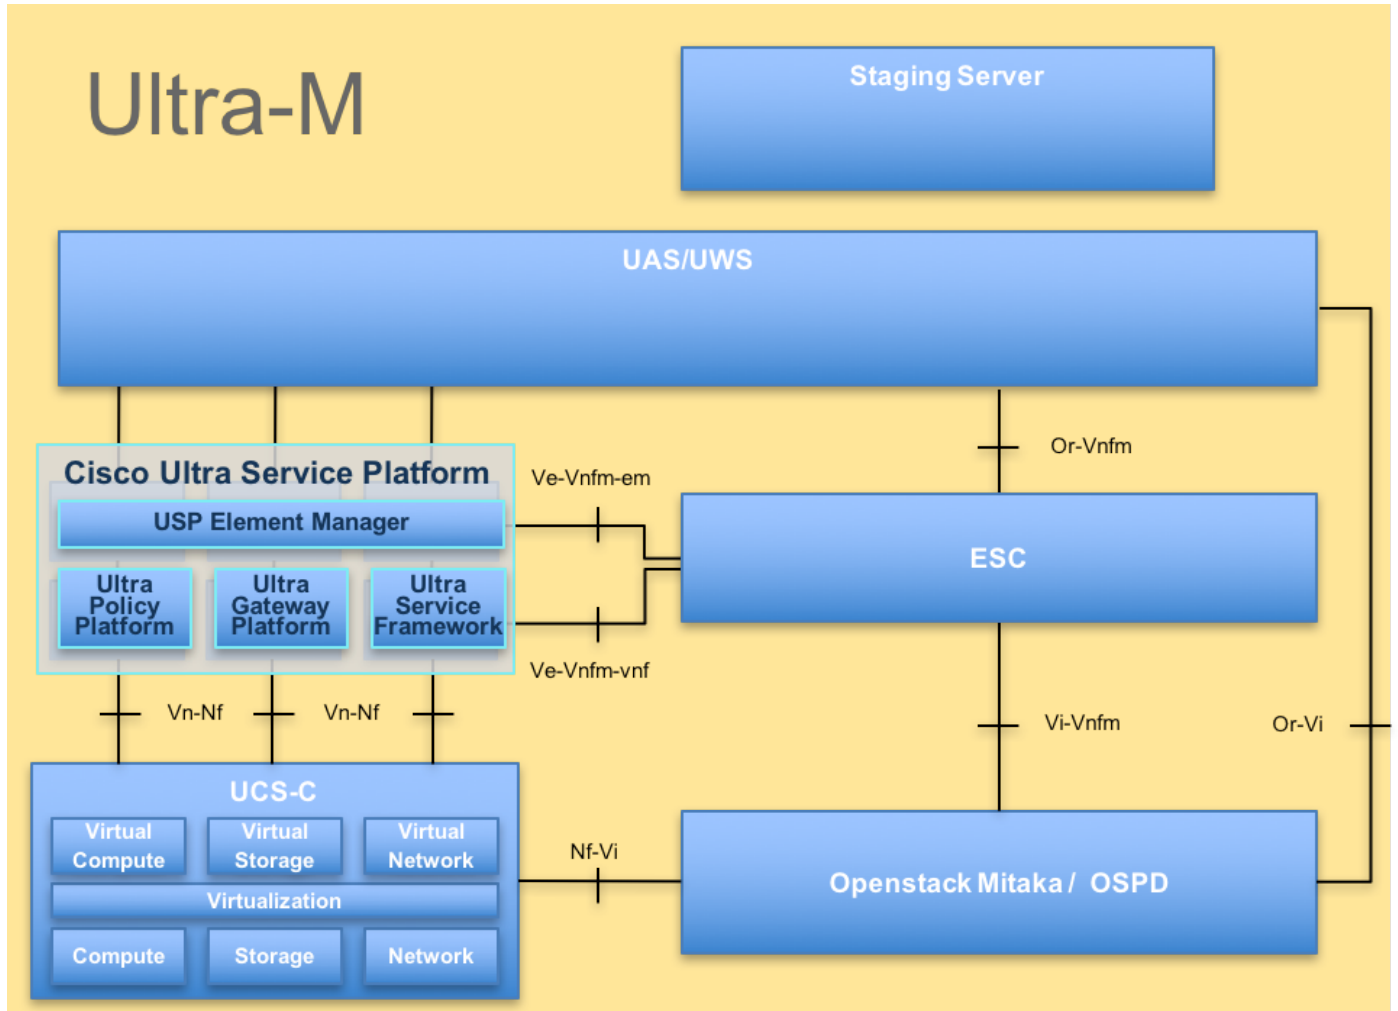 Ultra-M
Staging Server
UAS/UWS
Or-Vnfm
Cisco Ultra Service Platform
Ve-Vnfm-em
USP Element Manager
ESC
Ultra
Policy
Platform
Ultra
Gateway
Platform
Ultra
Service
Framework
Ve-Vnfm-vnf
Vn-Nf
Vn-Nf
Vi-Vnfm
Or-Vi
UCS-C
Virtual
Compute
Virtual
Storage
Virtual
Network
Nf-Vi
Openstack Mitaka / OSPD
Virtualization
Compute
Storage
Network